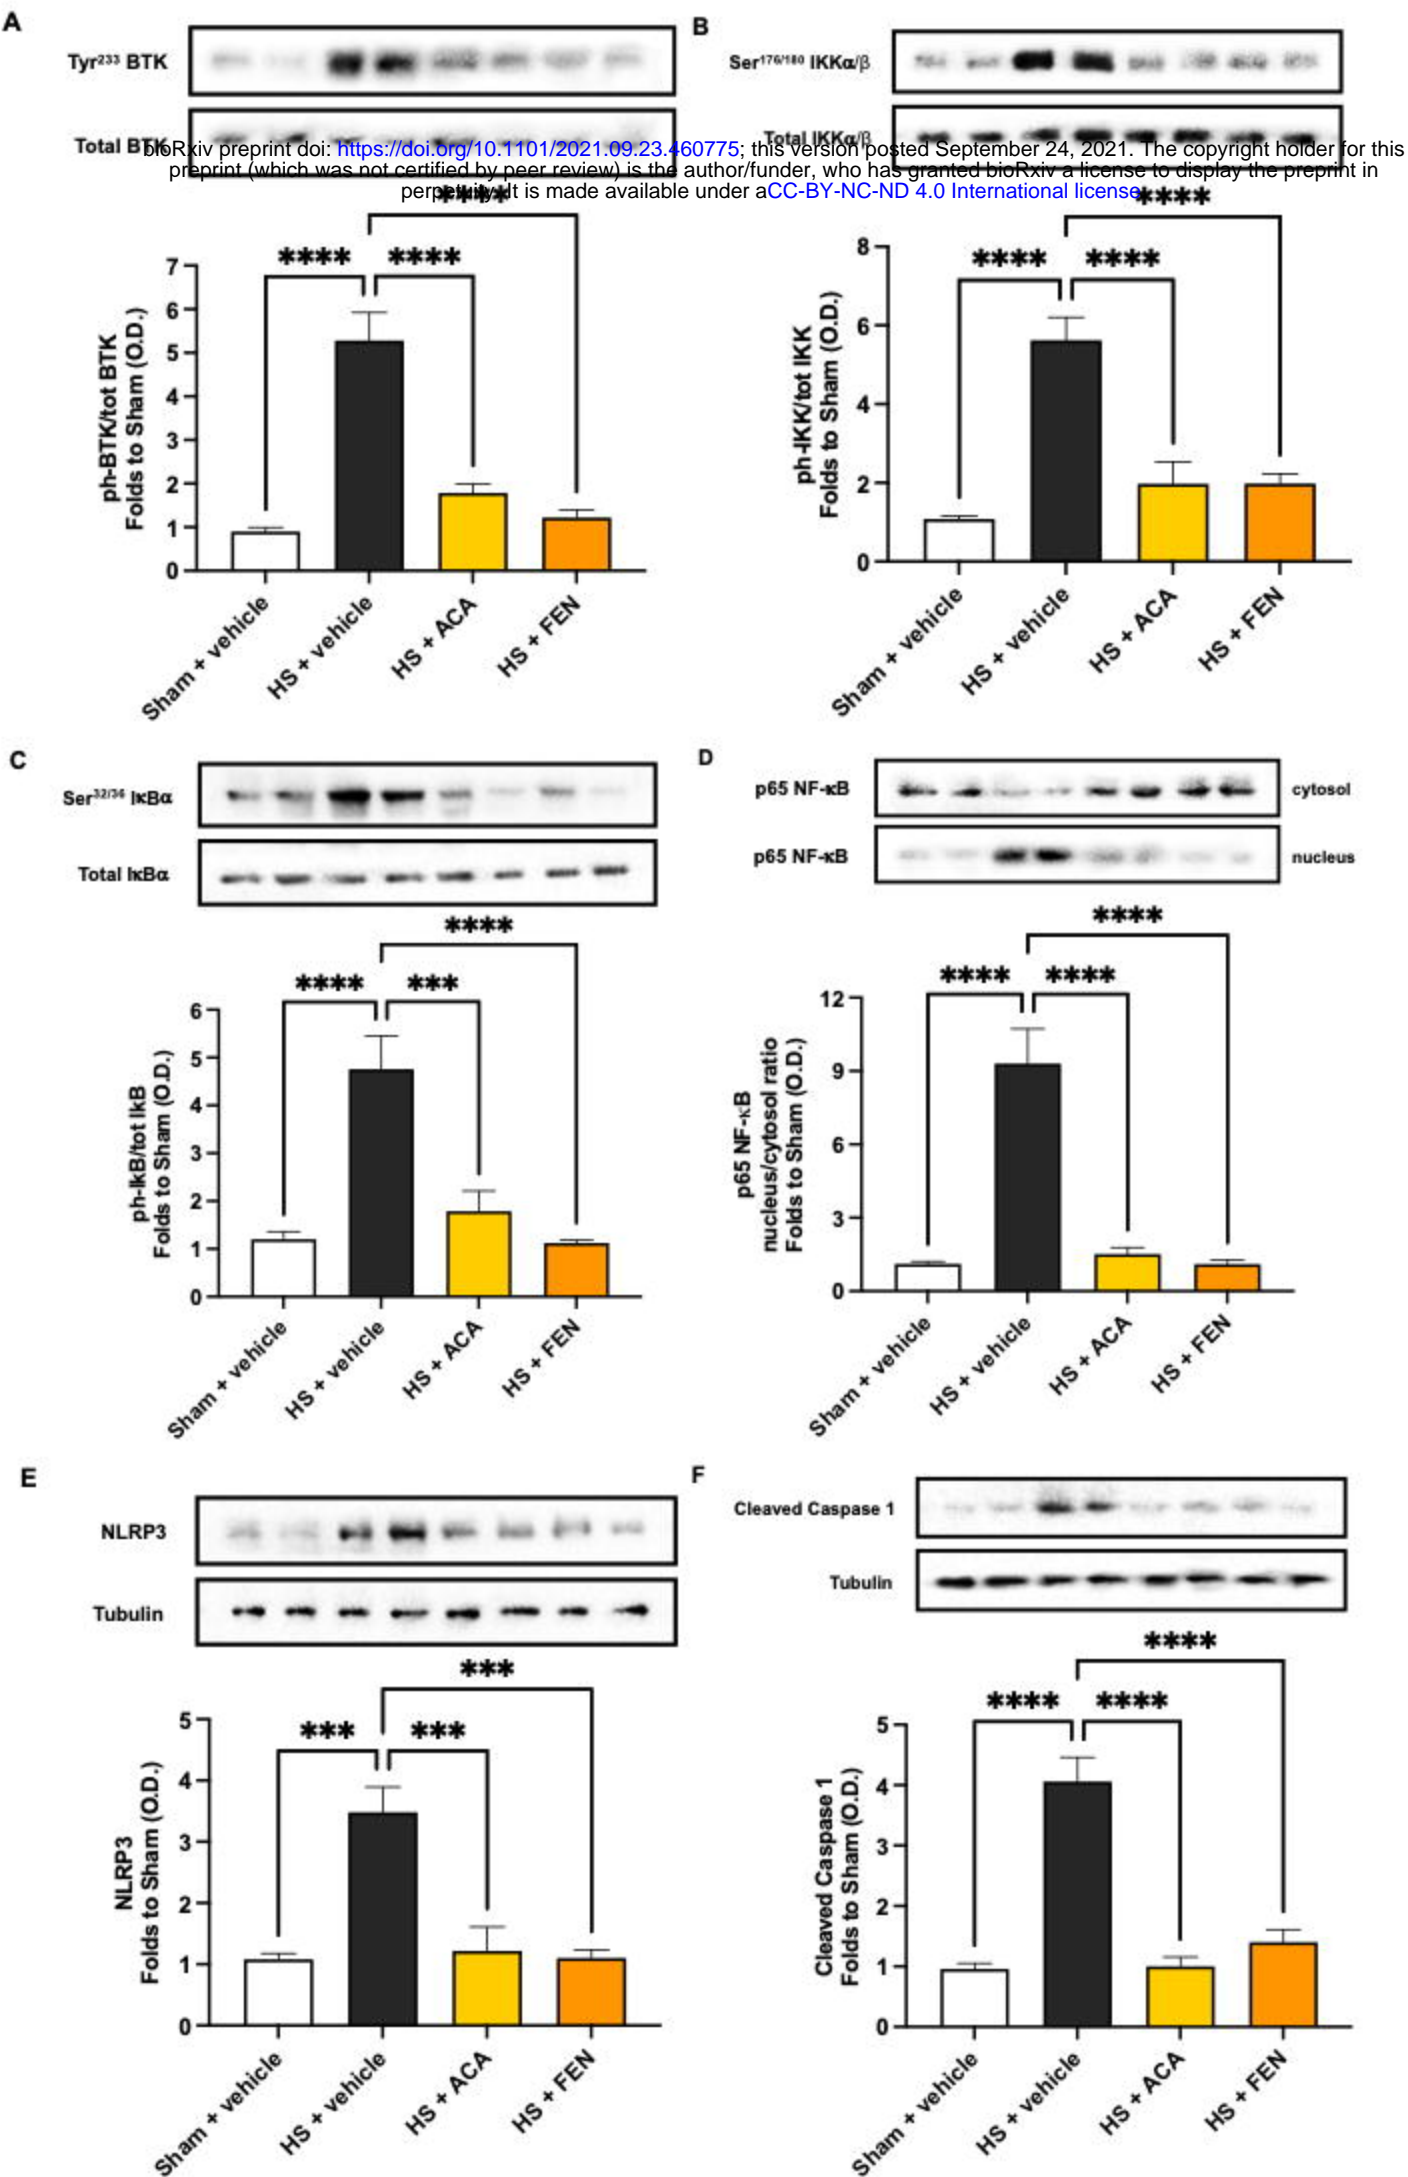 A
Tyr²³³ BTK
Total BTK
B
Ser¹⁷⁶/¹⁸⁰ IKKα/β
Total IKKα/β
bioRxiv preprint doi: https://doi.org/10.1101/2021.09.23.460775; this version posted September 24, 2021. The copyright holder for this
preprint (which was not certified by peer review) is the author/funder, who has granted bioRxiv a license to display the preprint in
perpetuity. It is made available under aCC-BY-NC-ND 4.0 International license.
****
**** ****
7
6
5
4
3
2
1
0
ph-BTK/tot BTK
Folds to Sham (O.D.)
Sham + vehicle
HS + vehicle
HS + ACA
HS + FEN
****
**** ****
8
6
4
2
0
ph-IKK/tot IKK
Folds to Sham (O.D.)
Sham + vehicle
HS + vehicle
HS + ACA
HS + FEN
C
Ser³²/³⁶ IκBα
Total IκBα
****
**** ***
6
5
4
3
2
1
0
ph-IkB/tot IkB
Folds to Sham (O.D.)
Sham + vehicle
HS + vehicle
HS + ACA
HS + FEN
D
p65 NF-κB cytosol
p65 NF-κB nucleus
****
**** ****
12
9
6
3
0
p65 NF-κB
nucleus/cytosol ratio
Folds to Sham (O.D.)
Sham + vehicle
HS + vehicle
HS + ACA
HS + FEN
E
NLRP3
Tubulin
***
*** ***
5
4
3
2
1
0
NLRP3
Folds to Sham (O.D.)
Sham + vehicle
HS + vehicle
HS + ACA
HS + FEN
F
Cleaved Caspase 1
Tubulin
****
**** ****
5
4
3
2
1
0
Cleaved Caspase 1
Folds to Sham (O.D.)
Sham + vehicle
HS + vehicle
HS + ACA
HS + FEN